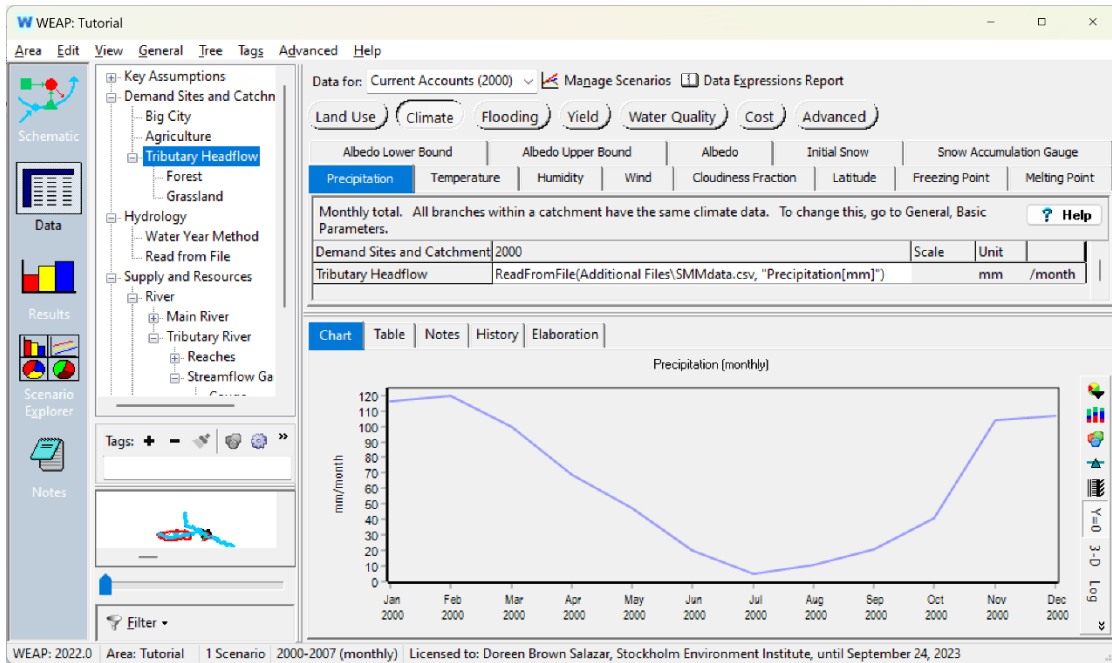 WEAP: Tutorial
Area Edit View General Tree Tags Advanced Help
Schematic
Data
Results
Scenario
Explorer
Notes
Key Assumptions
Demand Sites and Catchn
Big City
Agriculture
Tributary Headflow
Forest
Grassland
Hydrology
Water Year Method
Read from File
Supply and Resources
River
Main River
Tributary River
Reaches
Streamflow Ga
Tags:
Filter
Data for: Current Accounts (2000) Manage Scenarios Data Expressions Report
Land Use Climate Flooding Yield Water Quality Cost Advanced
Albedo Lower Bound Albedo Upper Bound Albedo Initial Snow Snow Accumulation Gauge
Precipitation Temperature Humidity Wind Cloudiness Fraction Latitude Freezing Point Melting Point
Monthly total. All branches within a catchment have the same climate data. To change this, go to General, Basic
Parameters.
? Help
Demand Sites and Catchment 2000 Scale Unit
Tributary Headflow ReadFromFile(Additional Files\SMMdata.csv, "Precipitation[mm]") mm /month
Chart Table Notes History Elaboration
Precipitation (monthly)
mm/month
120
110
100
90
80
70
60
50
40
30
20
10
0
Jan Feb Mar Apr May Jun Jul Aug Sep Oct Nov Dec
2000 2000 2000 2000 2000 2000 2000 2000 2000 2000 2000 2000
Y=0
3-D
Log
WEAP: 2022.0 Area: Tutorial 1 Scenario 2000-2007 (monthly) Licensed to: Doreen Brown Salazar, Stockholm Environment Institute, until September 24, 2023